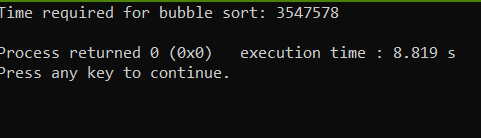 Time required for bubble sort: 3547578
Process returned 0 (0x0)   execution time : 8.819 s
Press any key to continue.